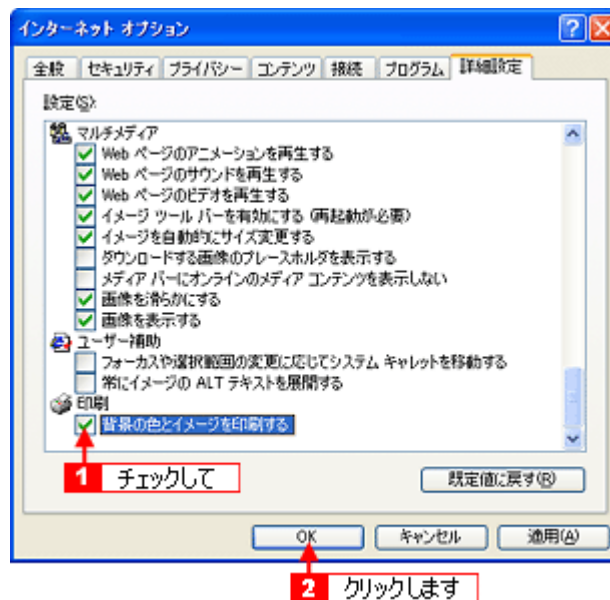 インターネット オプション
全般 セキュリティ プライバシー コンテンツ 接続 プログラム 詳細設定
設定(S):
マルチメディア
Web ページのアニメーションを再生する
Web ページのサウンドを再生する
Web ページのビデオを再生する
イメージ ツール バーを有効にする (再起動が必要)
イメージを自動的にサイズ変更する
ダウンロードする画像のプレースホルダを表示する
メディア バーにオンラインのメディア コンテンツを表示しない
画像を滑らかにする
画像を表示する
ユーザー補助
フォーカスや選択範囲の変更に応じてシステム キャレットを移動する
常にイメージの ALT テキストを展開する
印刷
背景の色とイメージを印刷する
1 チェックして
既定値に戻す(R)
OK キャンセル 適用(A)
2 クリックします